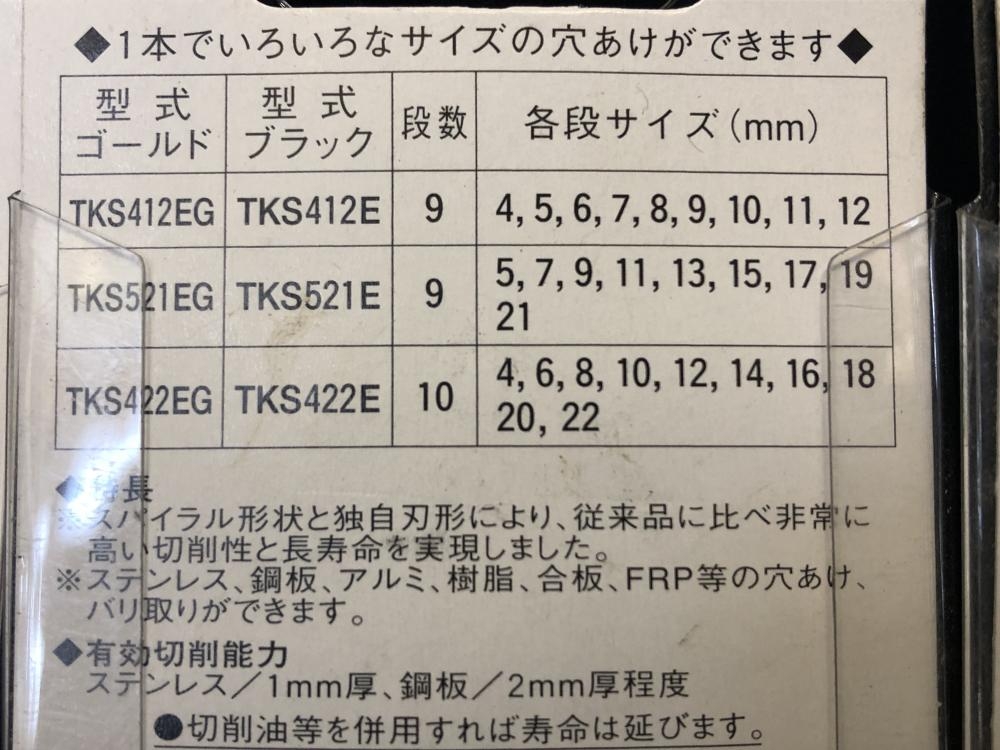 ◆1本でいろいろなサイズの穴あけができます◆
型式 型式 段数 各段サイズ(mm)
ゴールド ブラック
TKS412EG TKS412E 9 4, 5, 6, 7, 8, 9, 10, 11, 12
TKS521EG TKS521E 9 5, 7, 9, 11, 13, 15, 17, 19
21
TKS422EG TKS422E 10 4, 6, 8, 10, 12, 14, 16, 18
20, 22
◆特長
※スパイラル形状と独自刃形により、従来品に比べ非常に
高い切削性と長寿命を実現しました。
※ステンレス、鋼板、アルミ、樹脂、合板、FRP等の穴あけ、
バリ取りができます。
◆有効切削能力
ステンレス／1mm厚、鋼板／2mm厚程度
●切削油等を併用すれば寿命は延びます。